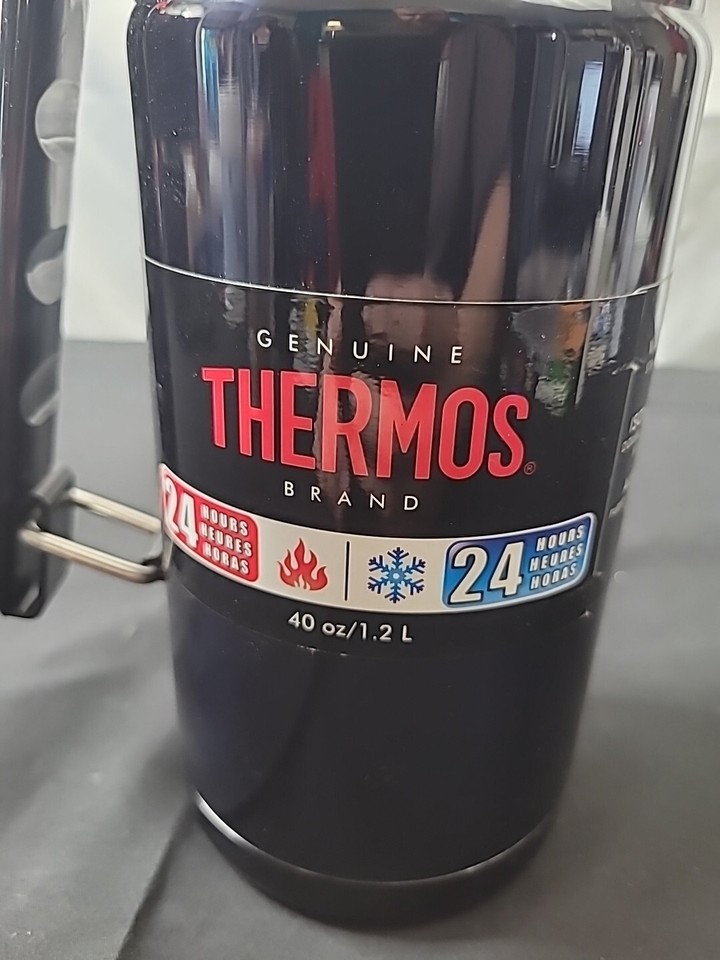 GENUINE
THERMOS®
BRAND
24 HOURS
HEURES
HORAS
24 HOURS
HEURES
HORAS
40 oz/1.2 L